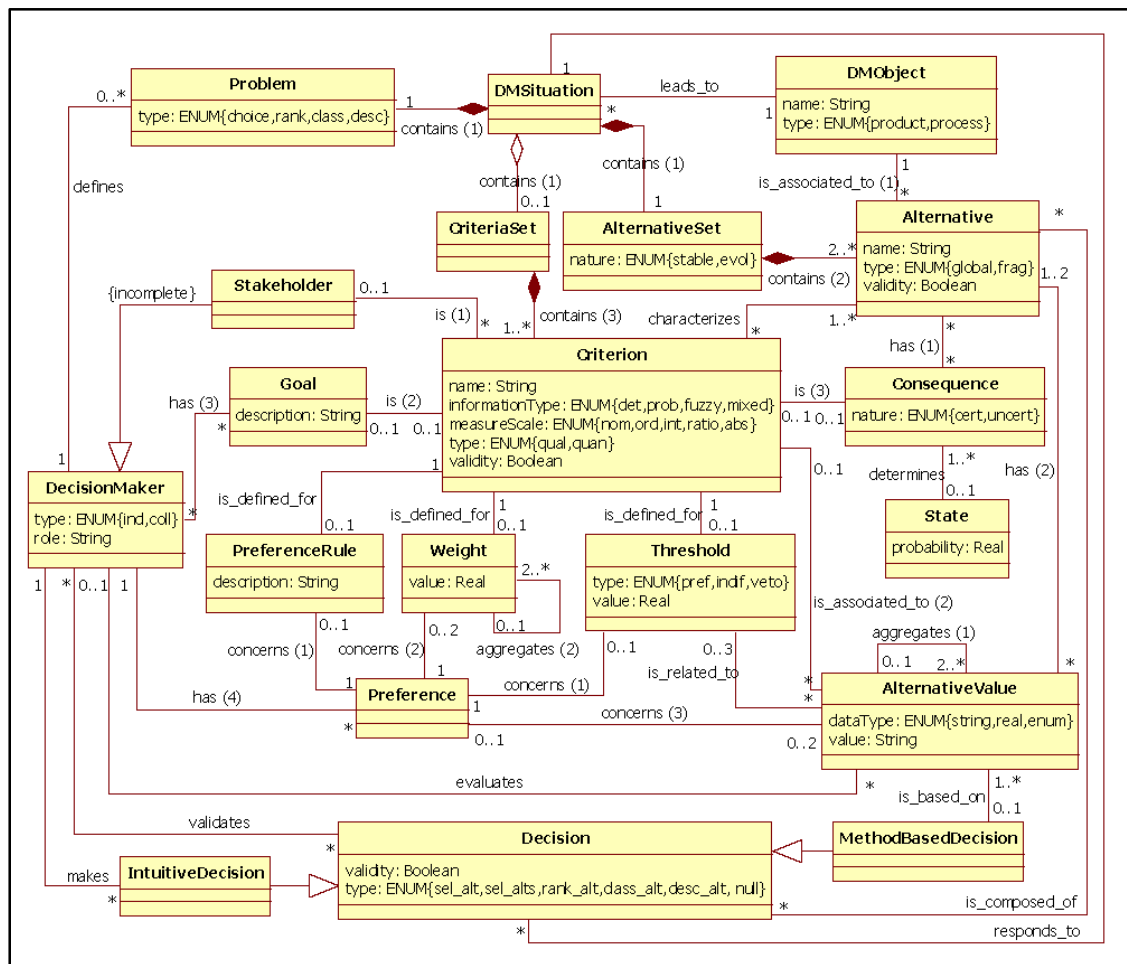 Problem
type: ENUM{choice,rank,class,desc}
0..*
1
contains (1)
DMSituation
1
*
leads_to
1
DMObject
name: String
type: ENUM{product,process}
1
is_associated_to (1)
*
defines
contains (1)
0..1
contains (1)
1
CriteriaSet
AlternativeSet
nature: ENUM{stable,evol}
2..*
contains (2)
Alternative
name: String
type: ENUM{global,frag}
validity: Boolean
*
1..2
{incomplete}
Stakeholder
0..1
is (1)
*
1..*
contains (3)
characterizes
*
1..*
*
has (1)
*
Criterion
name: String
informationType: ENUM{det,prob,fuzzy,mixed}
measureScale: ENUM{nom,ord,int,ratio,abs}
type: ENUM{qual,quan}
validity: Boolean
Goal
description: String
has (3)
*
is (2)
0..1
0..1
is (3)
0..1
0..1
Consequence
nature: ENUM{cert,uncert}
determines
1..*
0..1
has (2)
State
probability: Real
1
DecisionMaker
type: ENUM{ind,coll}
role: String
*
1
is_defined_for
0..1
1
is_defined_for
0..1
1
is_defined_for
0..1
0..1
PreferenceRule
description: String
Weight
value: Real
2..*
0..1
aggregates (2)
Threshold
type: ENUM{pref,indif,veto}
value: Real
is_associated_to (2)
1
*
0..1
1
0..1
concerns (1)
1
0..2
concerns (2)
1
0..1
concerns (1)
1
0..3
is_related_to
*
*
aggregates (1)
0..1
2..*
*
has (4)
*
Preference
concerns (3)
0..1
0..2
AlternativeValue
dataType: ENUM{string,real,enum}
value: String
evaluates
*
1..*
is_based_on
0..1
validates
*
Decision
validity: Boolean
type: ENUM{sel_alt,sel_alts,rank_alt,class_alt,desc_alt, null}
MethodBasedDecision
makes
*
IntuitiveDecision
*
is_composed_of
*
responds_to